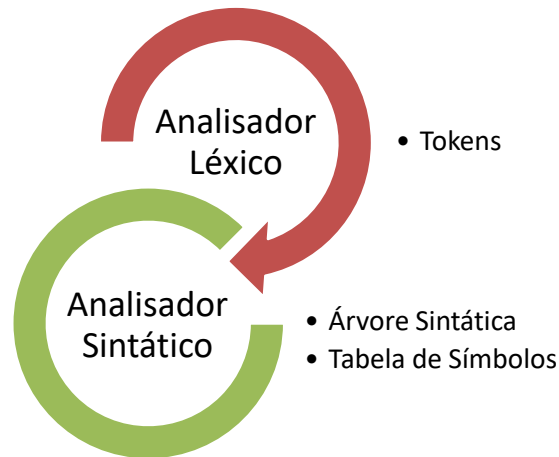 Analisador
Léxico
• Tokens
Analisador
Sintático
• Árvore Sintática
• Tabela de Símbolos